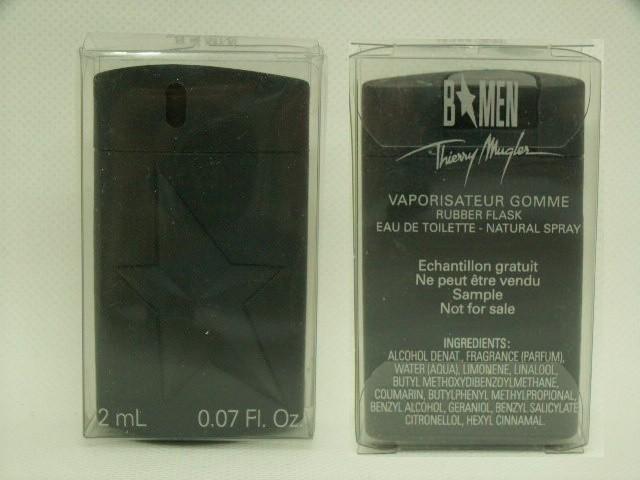 2 mL 0.07 Fl. Oz.
B★MEN
Thierry Mugler
VAPORISATEUR GOMME
RUBBER FLASK
EAU DE TOILETTE - NATURAL SPRAY
Echantillon gratuit
Ne peut être vendu
Sample
Not for sale
INGREDIENTS:
ALCOHOL DENAT., FRAGRANCE (PARFUM),
WATER (AQUA), LIMONENE, LINALOOL,
BUTYL METHOXYDIBENZOYLMETHANE,
COUMARIN, BUTYLPHENYL METHYLPROPIONAL,
BENZYL ALCOHOL, GERANIOL, BENZYL SALICYLATE
CITRONELLOL, HEXYL CINNAMAL.